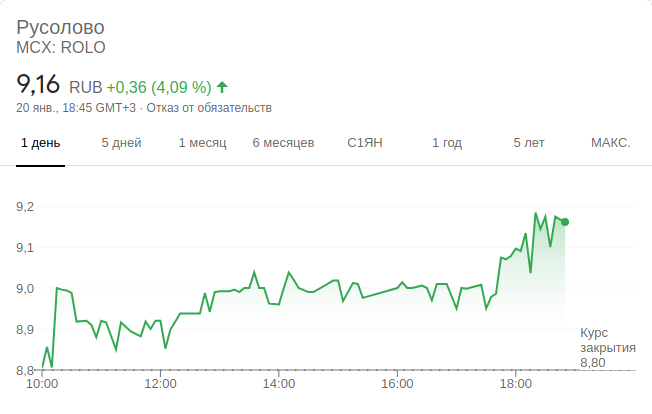 Русолово
MCX: ROLO
9,16 RUB +0,36 (4,09 %)
20 янв., 18:45 GMT+3 · Отказ от обязательств
1 день 5 дней 1 месяц 6 месяцев С1ЯН 1 год 5 лет МАКС.
9,2
9,1
9,0
8,9
8,8
Курс
закрытия
8,80
10:00 12:00 14:00 16:00 18:00